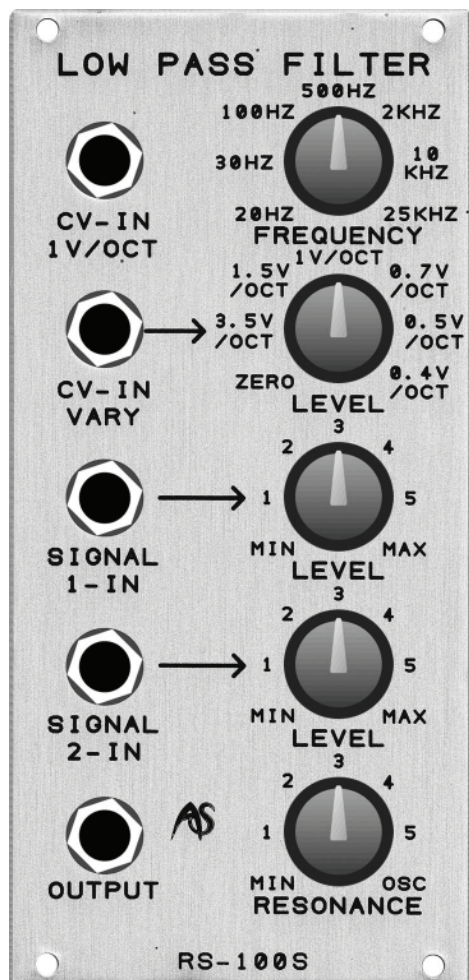 LOW PASS FILTER
500HZ
100HZ 2KHZ
30HZ 10
KHZ
20HZ 25KHZ
FREQUENCY
CV-IN
1V/OCT
1V/OCT
1.5V
/OCT
0.7V
/OCT
3.5V
/OCT
0.5V
/OCT
ZERO
0.4V
/OCT
LEVEL
CV-IN
VARY
3
2 4
1 5
MIN MAX
LEVEL
SIGNAL
1-IN
3
2 4
1 5
MIN MAX
LEVEL
SIGNAL
2-IN
3
2 4
1 5
MIN OSC
RESONANCE
AS
OUTPUT
RS-100S